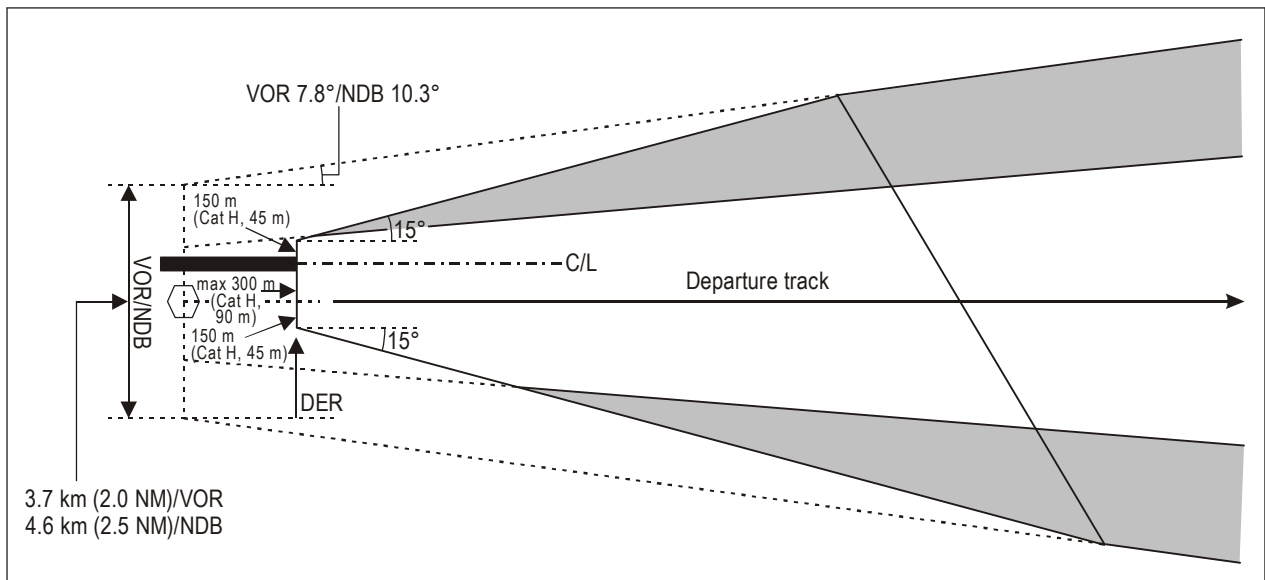 VOR 7.8°/NDB 10.3°
150 m
(Cat H, 45 m)
15°
C/L
VOR/NDB
max 300 m
(Cat H,
90 m)
Departure track
150 m
(Cat H, 45 m)
15°
DER
3.7 km (2.0 NM)/VOR
4.6 km (2.5 NM)/NDB